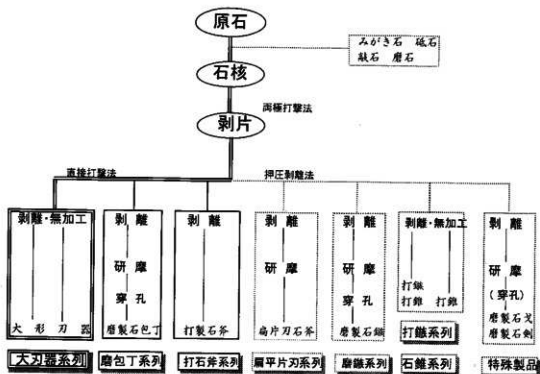 原石
みがき石 砥石
敲石 磨石
石核
両極打撃法
剥片
直接打撃法
押圧剥離法
剥離・無加工
大形刃器
大刃器系列
剥離
研摩
穿孔
磨製石包丁
磨包丁系列
剥離
打製石斧
打石斧系列
剥離
研摩
扁片刃石斧
扁平片刃系列
剥離
研摩
穿孔
磨製石鏃
磨鏃系列
剥離・無加工
打鏃
打錐 打錐
打鏃系列
石錐系列
剥離
研摩
(穿孔)
磨製石戈
磨製石剣
特殊製品